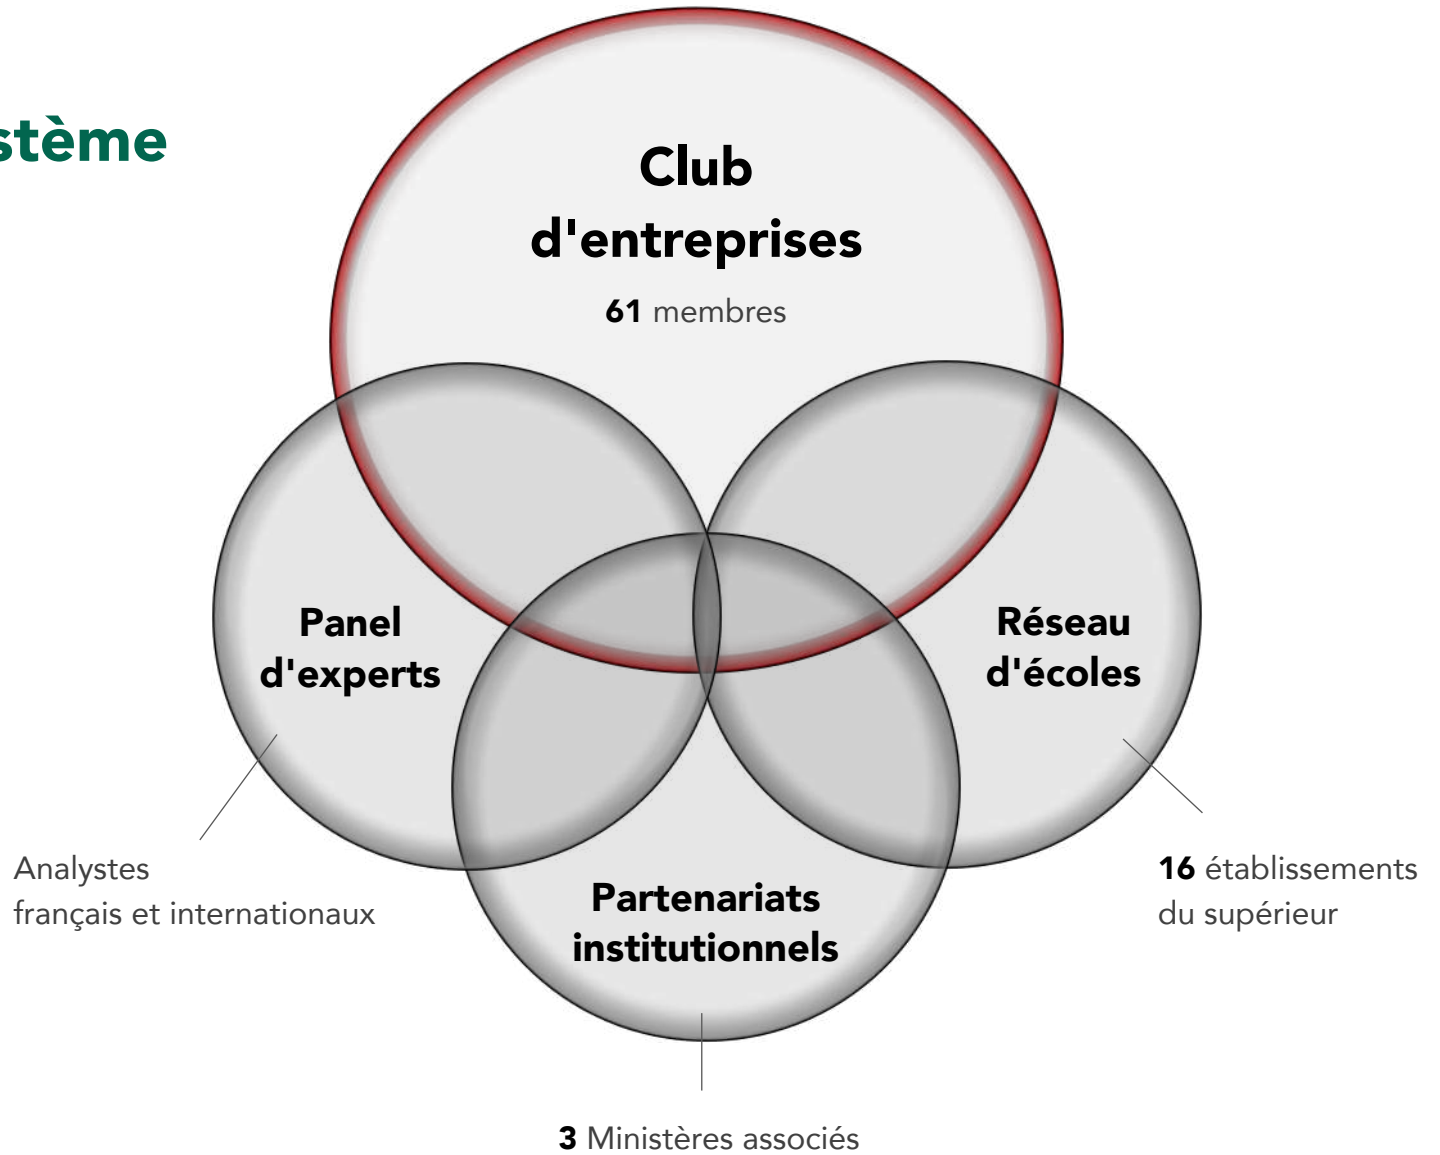 stème
Club
d'entreprises
61 membres
Panel
d'experts
Réseau
d'écoles
Analystes
français et internationaux
16 établissements
du supérieur
Partenariats
institutionnels
3 Ministères associés